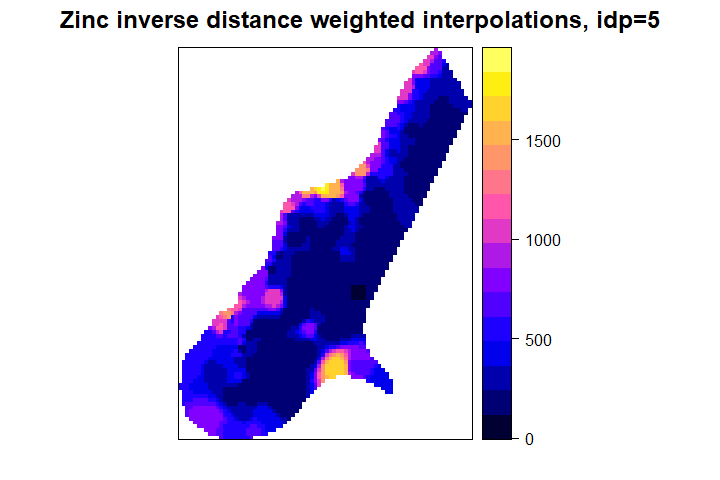 Zinc inverse distance weighted interpolations, idp=5
1500
1000
500
0